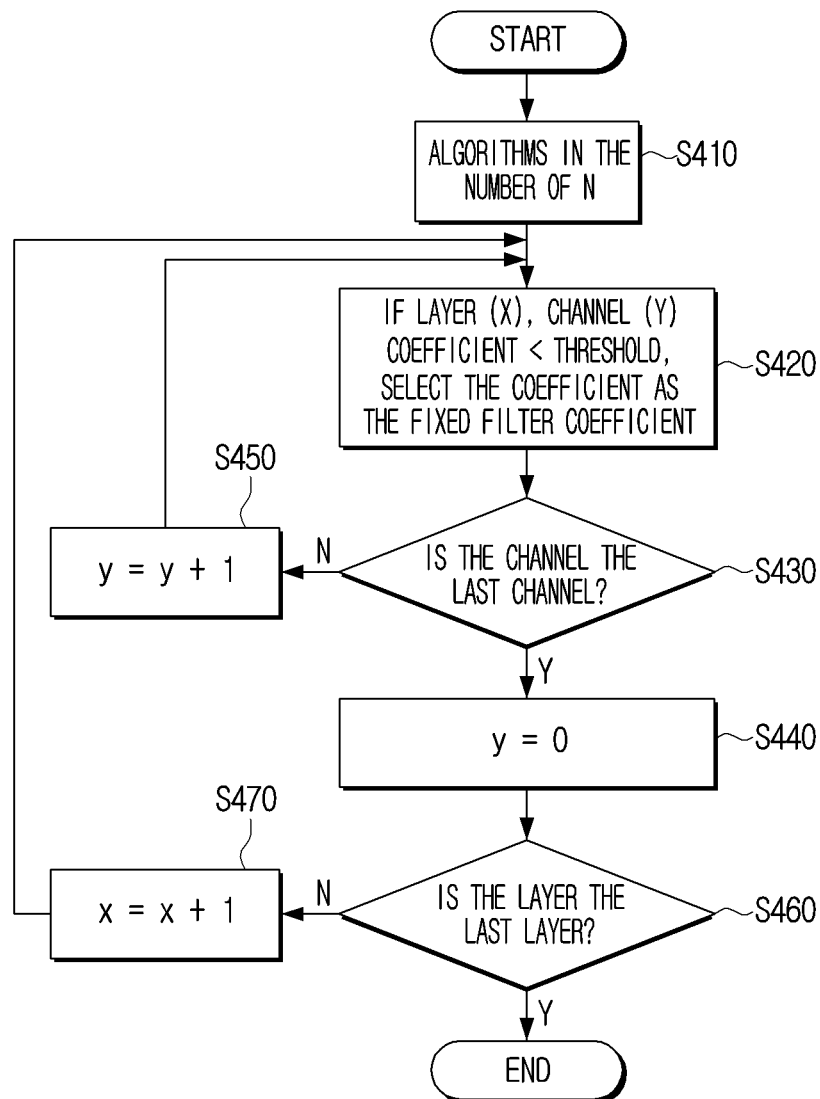 START
ALGORITHMS IN THE
NUMBER OF N
S410
IF LAYER (X), CHANNEL (Y)
COEFFICIENT < THRESHOLD,
SELECT THE COEFFICIENT AS
THE FIXED FILTER COEFFICIENT
S420
S450
y = y + 1
N
IS THE CHANNEL THE
LAST CHANNEL?
S430
Y
y = 0
S440
S470
x = x + 1
N
IS THE LAYER THE
LAST LAYER?
S460
Y
END